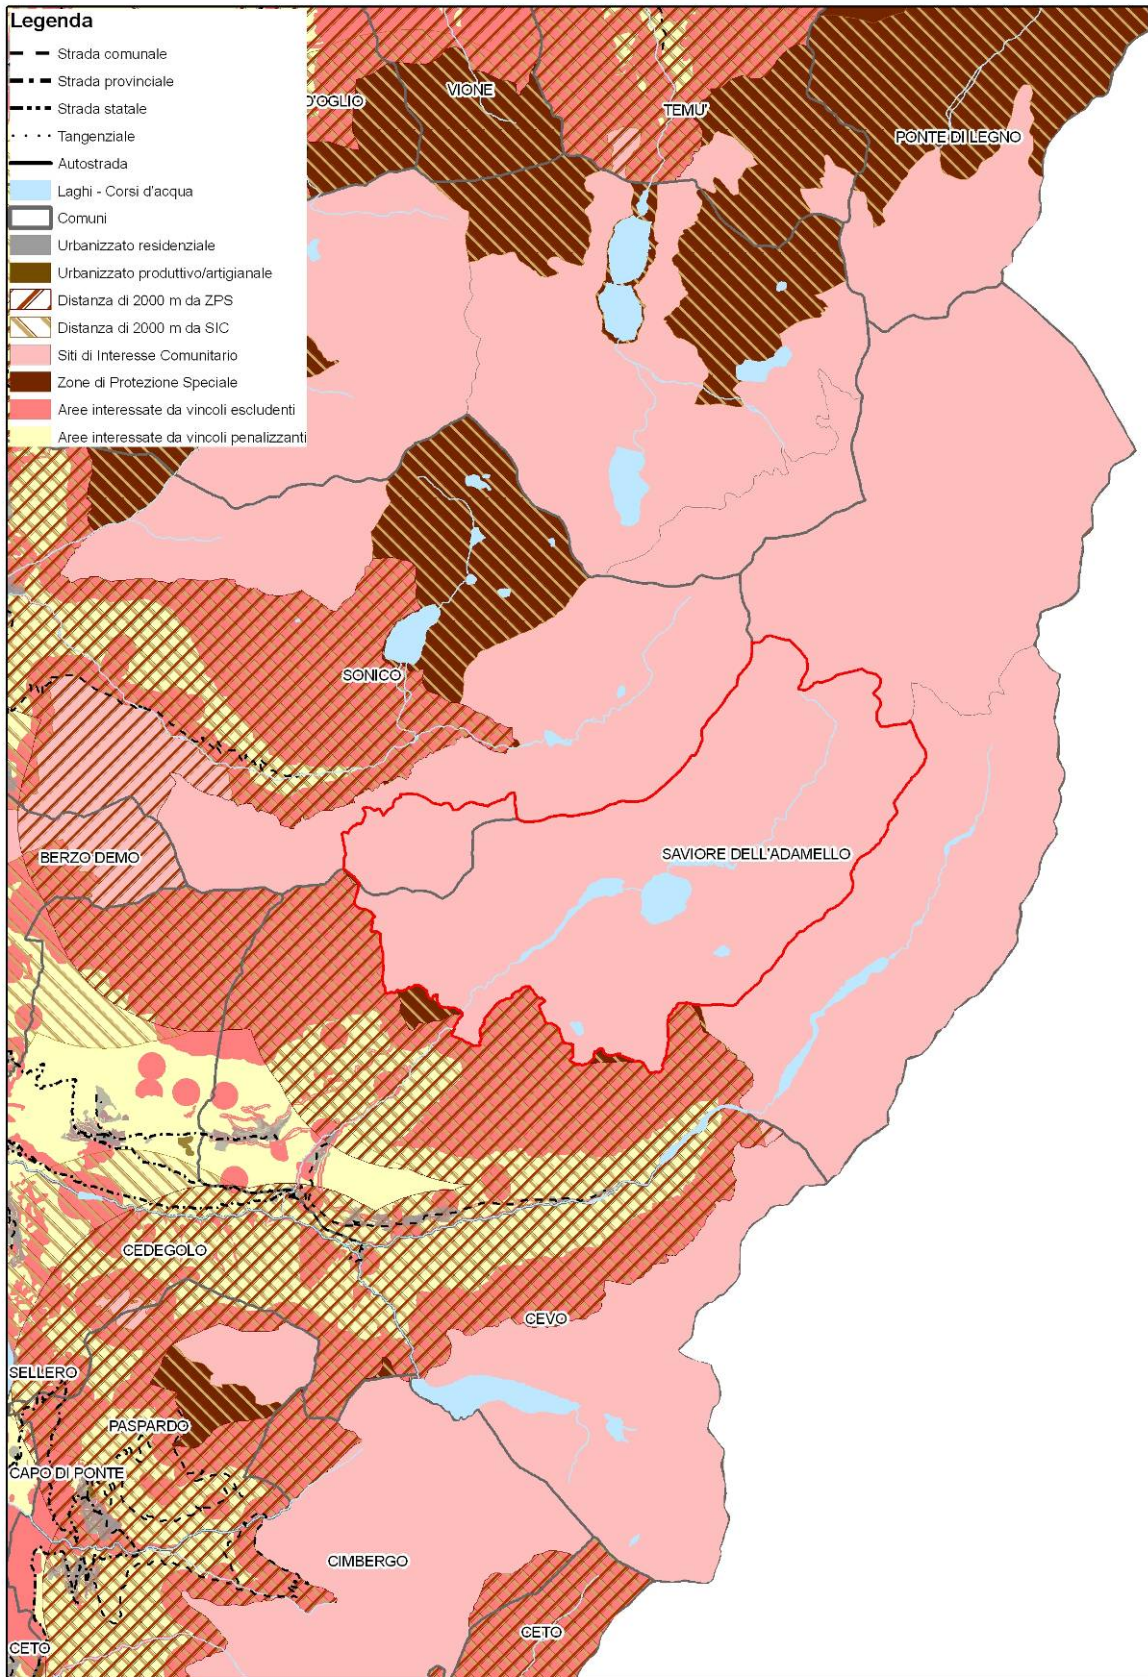 Legenda
Strada comunale
Strada provinciale
Strada statale
Tangenziale
Autostrada
Laghi - Corsi d'acqua
Comuni
Urbanizzato residenziale
Urbanizzato produttivo/artigianale
Distanza di 2000 m da ZPS
Distanza di 2000 m da SIC
Siti di Interesse Comunitario
Zone di Protezione Speciale
Aree interessate da vincoli escludenti
Aree interessate da vincoli penalizzanti
D'OGLIO
VIONE
TEMU'
PONTE DI LEGNO
SONICO
BERZO DEMO
SAVIORE DELL'ADAMELLO
CEDEGOLO
CEVO
SELLERO
PASPARDO
CAPO DI PONTE
CIMBERGO
CETO
CETO